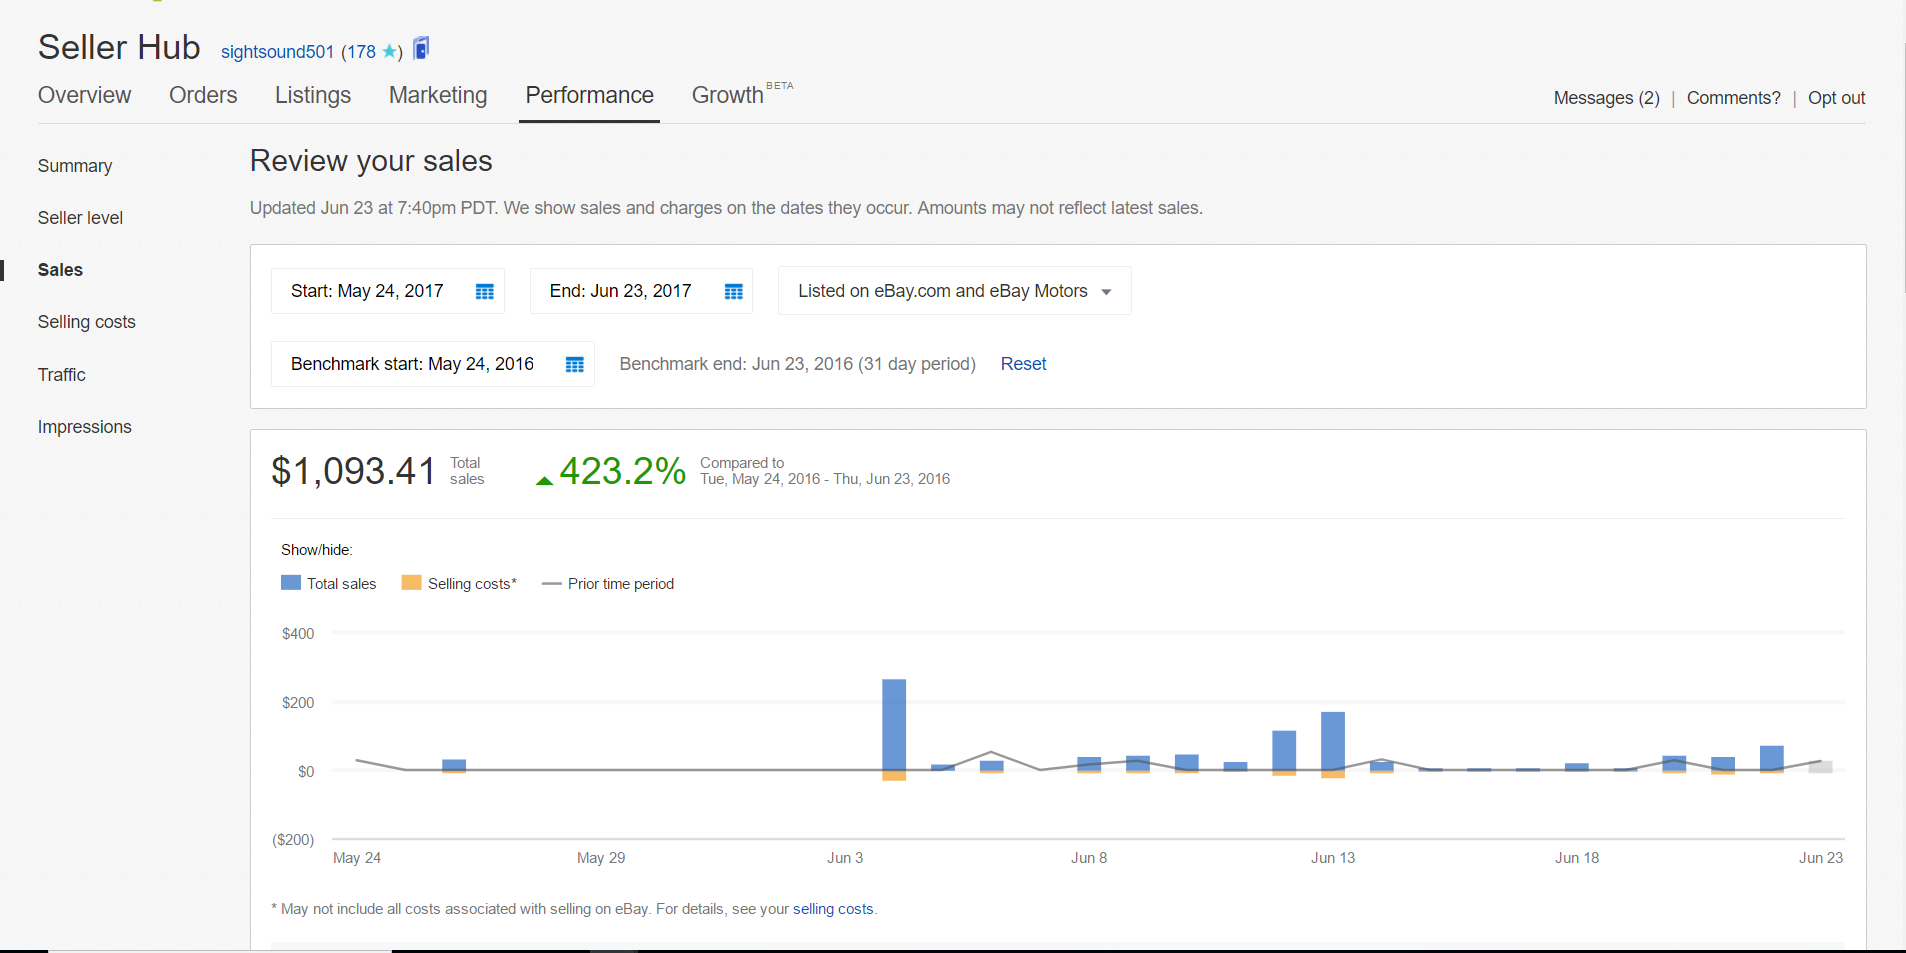 Seller Hub sightsound501 (178 ★)
Overview Orders Listings Marketing Performance Growth BETA Messages (2) | Comments? | Opt out
Summary
Seller level
Sales
Selling costs
Traffic
Impressions
Review your sales
Updated Jun 23 at 7:40pm PDT. We show sales and charges on the dates they occur. Amounts may not reflect latest sales.
Start: May 24, 2017 End: Jun 23, 2017 Listed on eBay.com and eBay Motors
Benchmark start: May 24, 2016 Benchmark end: Jun 23, 2016 (31 day period) Reset
$1,093.41 Total sales 423.2% Compared to
Tue, May 24, 2016 - Thu, Jun 23, 2016
Show/hide:
Total sales Selling costs* Prior time period
$400
$200
$0
($200)
May 24 May 29 Jun 3 Jun 8 Jun 13 Jun 18 Jun 23
* May not include all costs associated with selling on eBay. For details, see your selling costs.